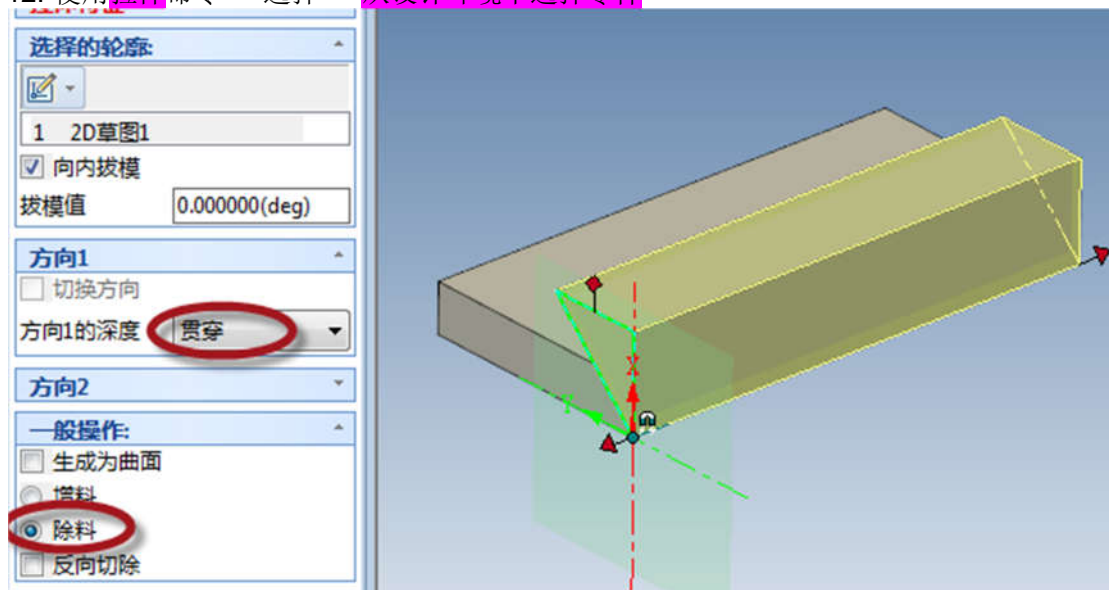 选择的轮廓:
1 2D草图1
向内拔模
拔模值 0.000000(deg)
方向1
切换方向
方向1的深度 贯穿
方向2
一般操作:
生成为曲面
增料
除料
反向切除
X
Y